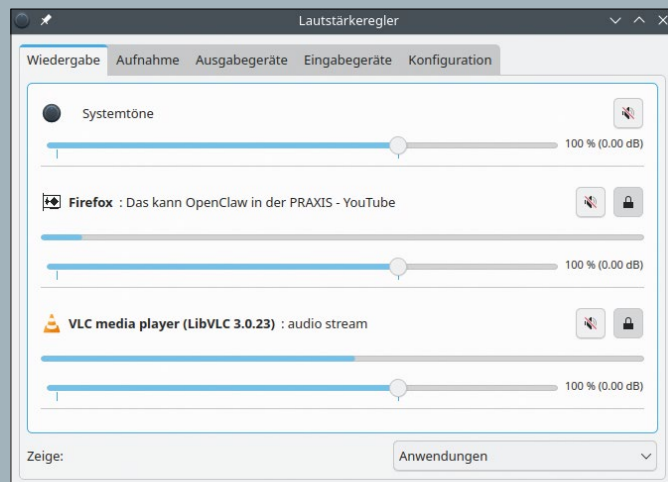 Lautstärkeregler
Wiedergabe Aufnahme Ausgabegeräte Eingabegeräte Konfiguration
Systemtöne
100 % (0.00 dB)
Firefox : Das kann OpenClaw in der PRAXIS - YouTube
100 % (0.00 dB)
VLC media player (LibVLC 3.0.23) : audio stream
100 % (0.00 dB)
Zeige: Anwendungen